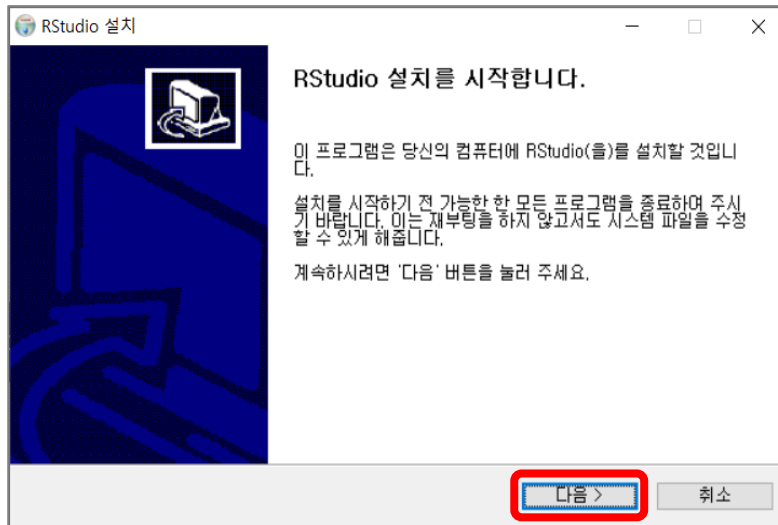 RStudio 설치
RStudio 설치를 시작합니다.
이 프로그램은 당신의 컴퓨터에 RStudio(을)를 설치할 것입니
다.
설치를 시작하기 전 가능한 한 모든 프로그램을 종료하여 주시
기 바랍니다. 이는 재부팅을 하지 않고서도 시스템 파일을 수정
할 수 있게 해줍니다.
계속하시려면 '다음' 버튼을 눌러 주세요.
다음 >
취소